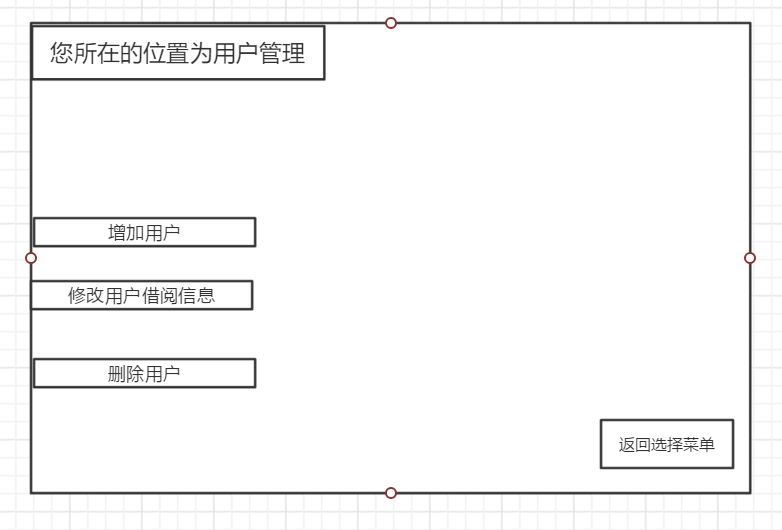 您所在的位置为用户管理
增加用户
修改用户借阅信息
删除用户
返回选择菜单